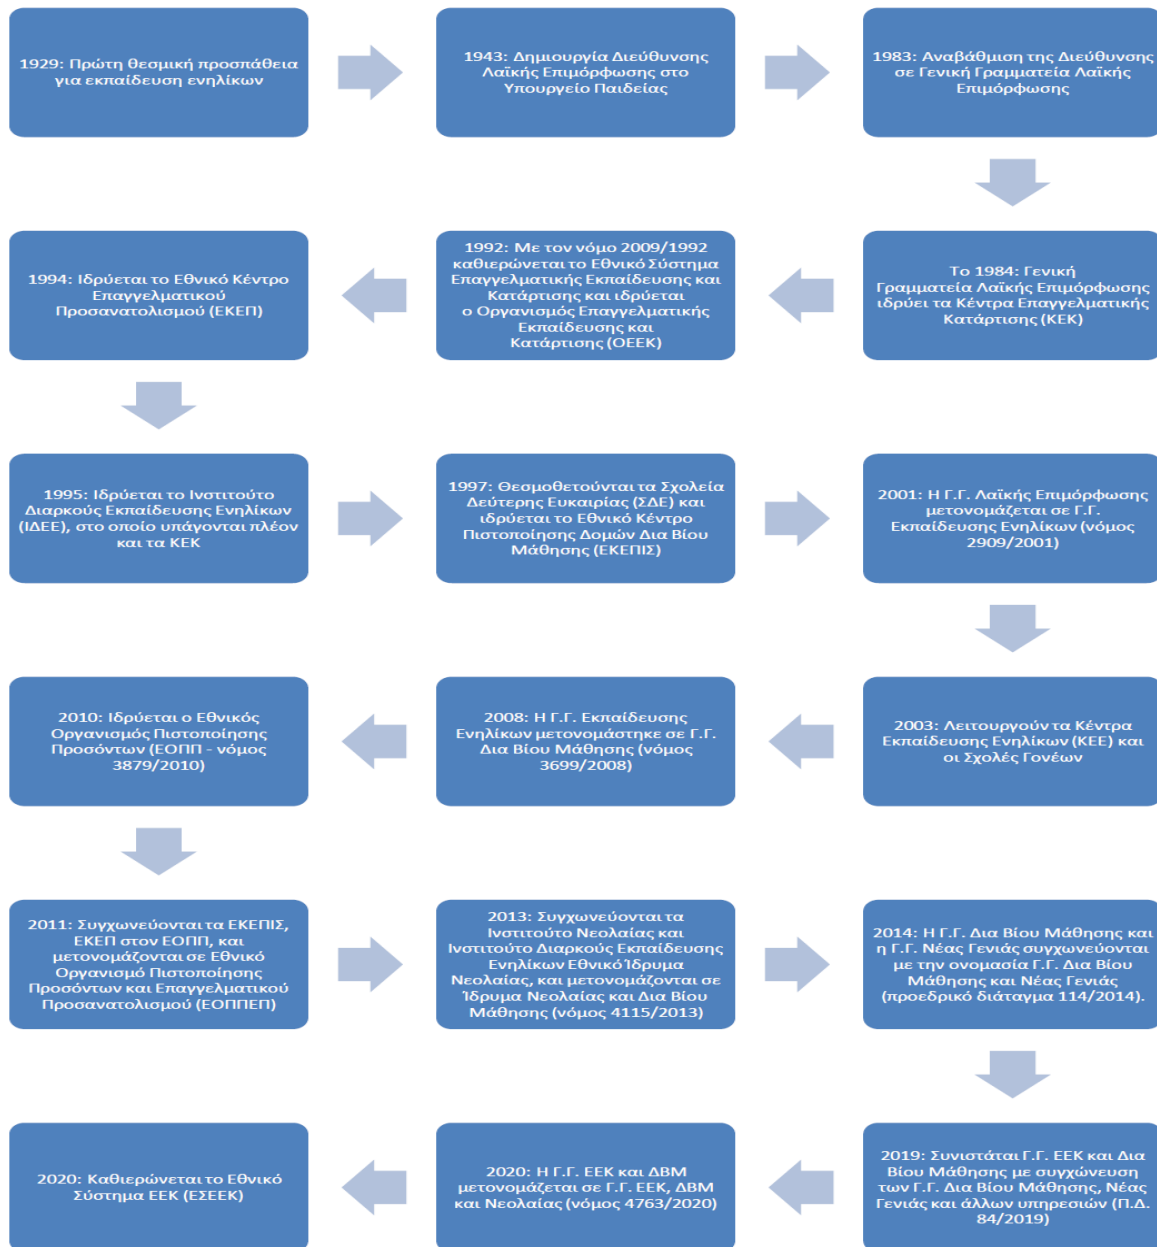 1929: Πρώτη θεσμική προσπάθεια
για εκπαίδευση ενηλίκων
1943: Δημιουργία Διεύθυνσης
Λαϊκής Επιμόρφωσης στο
Υπουργείο Παιδείας
1983: Αναβάθμιση της Διεύθυνσης
σε Γενική Γραμματεία Λαϊκής
Επιμόρφωσης
Το 1984: Γενική
Γραμματεία Λαϊκής Επιμόρφωσης
ιδρύει τα Κέντρα Επαγγελματικής
Κατάρτισης (ΚΕΚ)
1992: Με τον νόμο 2009/1992
καθιερώνεται το Εθνικό Σύστημα
Επαγγελματικής Εκπαίδευσης και
Κατάρτισης και ιδρύεται
ο Οργανισμός Επαγγελματικής
Εκπαίδευσης και
Κατάρτισης (ΟΕΕΚ)
1994: Ιδρύεται το Εθνικό Κέντρο
Επαγγελματικού
Προσανατολισμού (ΕΚΕΠ)
1995: Ιδρύεται το Ινστιτούτο
Διαρκούς Εκπαίδευσης Ενηλίκων
(ΙΔΕΕ), στο οποίο υπάγονται πλέον
και τα ΚΕΚ
1997: Θεσμοθετούνται τα Σχολεία
Δεύτερης Ευκαιρίας (ΣΔΕ) και
ιδρύεται το Εθνικό Κέντρο
Πιστοποίησης Δομών Δια Βίου
Μάθησης (ΕΚΕΠΙΣ)
2001: Η Γ.Γ. Λαϊκής Επιμόρφωσης
μετονομάζεται σε Γ.Γ.
Εκπαίδευσης Ενηλίκων (νόμος
2909/2001)
2003: Λειτουργούν τα Κέντρα
Εκπαίδευσης Ενηλίκων (ΚΕΕ) και
οι Σχολές Γονέων
2008: Η Γ.Γ. Εκπαίδευσης
Ενηλίκων μετονομάστηκε σε Γ.Γ.
Δια Βίου Μάθησης (νόμος
3699/2008)
2010: Ιδρύεται ο Εθνικός
Οργανισμός Πιστοποίησης
Προσόντων (ΕΟΠΠ - νόμος
3879/2010)
2011: Συγχωνεύονται τα ΕΚΕΠΙΣ,
ΕΚΕΠ στον ΕΟΠΠ, και
μετονομάζονται σε Εθνικό
Οργανισμό Πιστοποίησης
Προσόντων και Επαγγελματικού
Προσανατολισμού (ΕΟΠΠΕΠ)
2013: Συγχωνεύονται τα
Ινστιτούτο Νεολαίας και
Ινστιτούτο Διαρκούς Εκπαίδευσης
Ενηλίκων Εθνικό Ίδρυμα
Νεολαίας, και μετονομάζονται σε
Ίδρυμα Νεολαίας και Δια Βίου
Μάθησης (νόμος 4115/2013)
2014: Η Γ.Γ. Δια Βίου Μάθησης και
η Γ.Γ. Νέας Γενιάς συγχωνεύονται
με την ονομασία Γ.Γ. Δια Βίου
Μάθησης και Νέας Γενιάς
(προεδρικό διάταγμα 114/2014).
2019: Συνιστάται Γ.Γ. ΕΕΚ και Δια
Βίου Μάθησης με συγχώνευση
των Γ.Γ. Δια Βίου Μάθησης, Νέας
Γενιάς και άλλων υπηρεσιών (Π.Δ.
84/2019)
2020: Η Γ.Γ. ΕΕΚ και ΔΒΜ
μετονομάζεται σε Γ.Γ. ΕΕΚ, ΔΒΜ
και Νεολαίας (νόμος 4763/2020)
2020: Καθιερώνεται το Εθνικό
Σύστημα ΕΕΚ (ΕΣΕΕΚ)